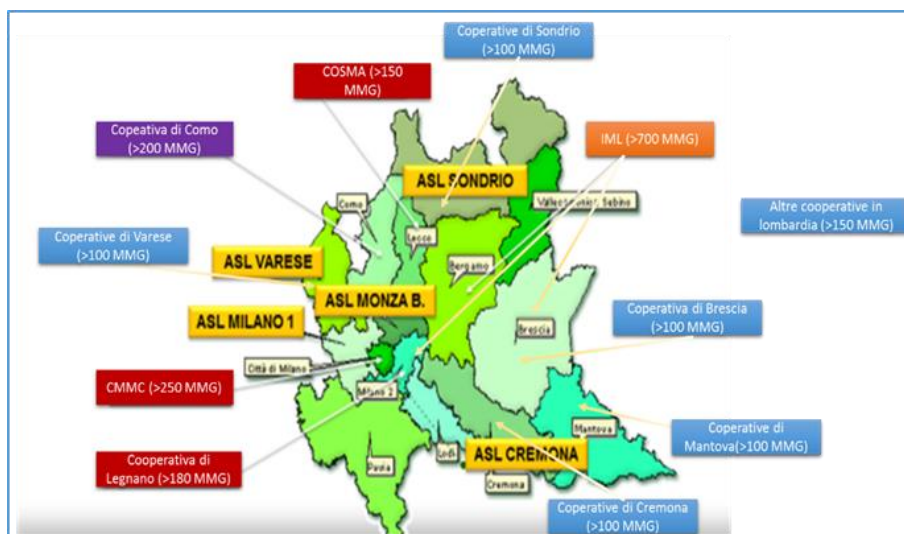 Coperative di Sondrio
(>100 MMG)
COSMA (>150
MMG)
Copeativa di Como
(>200 MMG)
IML (>700 MMG)
ASL SONDRIO
Como
Sebino
Altre cooperative in
lombardia (>150 MMG)
Coperative di Varese
(>100 MMG)
Lecco
ASL VARESE
Bergamo
ASL MONZA B.
Coperativa di Brescia
(>100 MMG)
ASL MILANO 1
Brescia
Città di Milano
CMMC (>250 MMG)
Milano 2
Coperative di
Mantova(>100 MMG)
Mantova
Cooperativa di
Legnano (>180 MMG)
Lodi
ASL CREMONA
Pavia
Cremona
Coperative di Cremona
(>100 MMG)